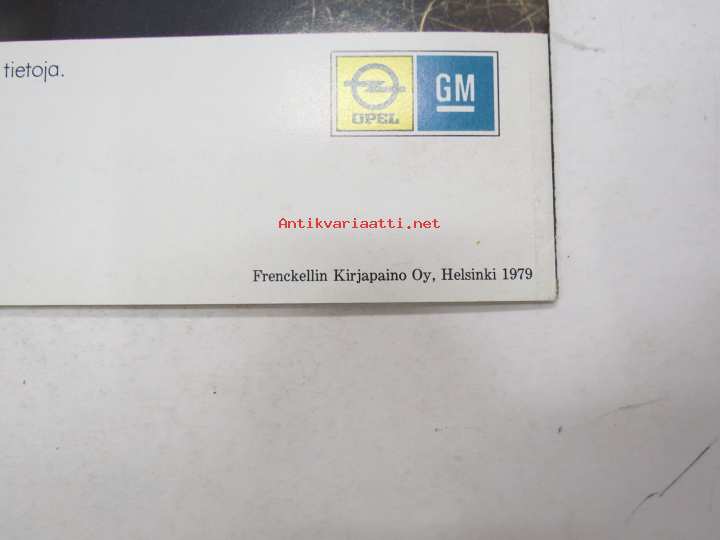 tietoja.
OPEL
GM
Antikvariaatti.net
Frenckellin Kirjapaino Oy, Helsinki 1979